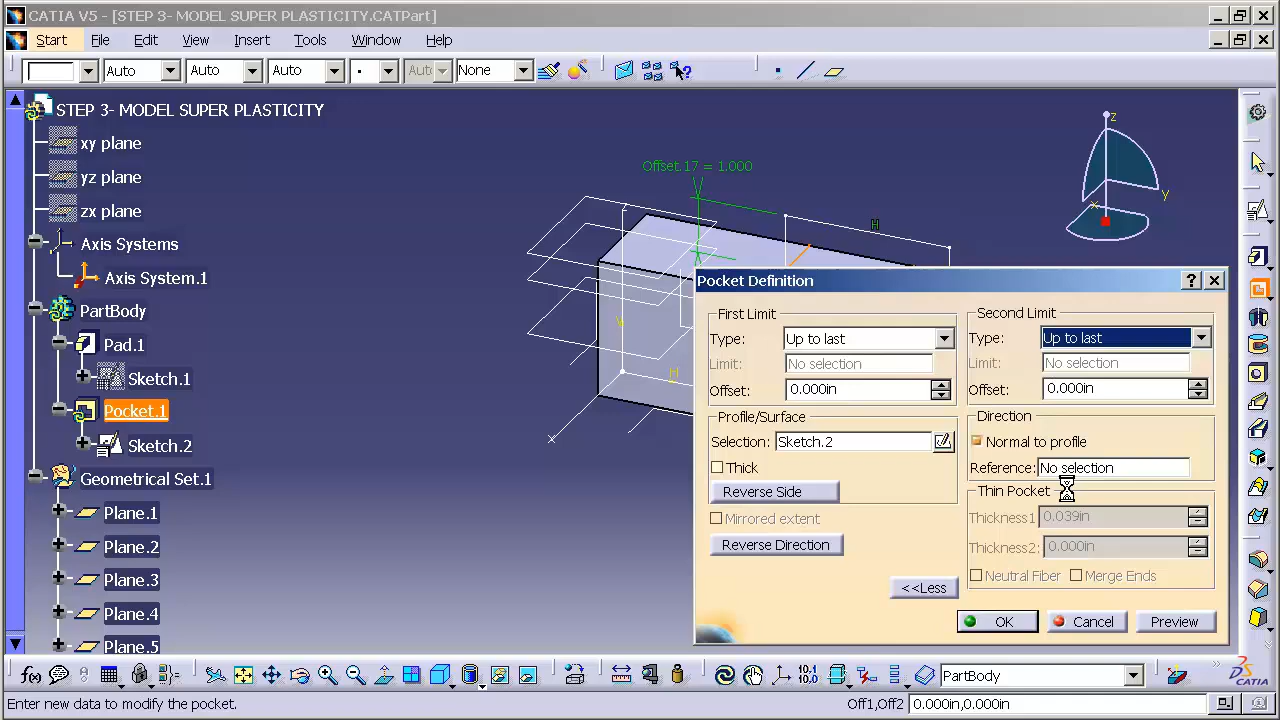 CATIA V5 - [STEP 3- MODEL SUPER PLASTICITY.CATPart]
Start File Edit View Insert Tools Window
Auto Auto Auto Aut None
STEP 3- MODEL SUPER PLASTICITY
xy plane
yz plane
zx plane
Axis Systems
Axis System.1
PartBody
Pad.1
Sketch.1
Pocket.1
Sketch.2
Geometrical Set.1
Plane.1
Plane.2
Plane.3
Plane.4
Plane.5
Offset.17 = 1.000
H
V
H
z
Y
x
Pocket Definition
First Limit
Type: Up to last
Limit: No selection
Offset: 0.000in
Profile/Surface
Selection: Sketch.2
Thick
Reverse Side
Mirrored extent
Reverse Direction
<<Less
Second Limit
Type: Up to last
Limit: No selection
Offset: 0.000in
Direction
Normal to profile
Reference: No selection
Thin Pocket
Thickness1 0.039in
Thickness2: 0.000in
Neutral Fiber Merge Ends
OK Cancel Preview
f(x) 10.1 PartBody
CATIA
Enter new data to modify the pocket. Off1,Off2 0.000in,0.000in